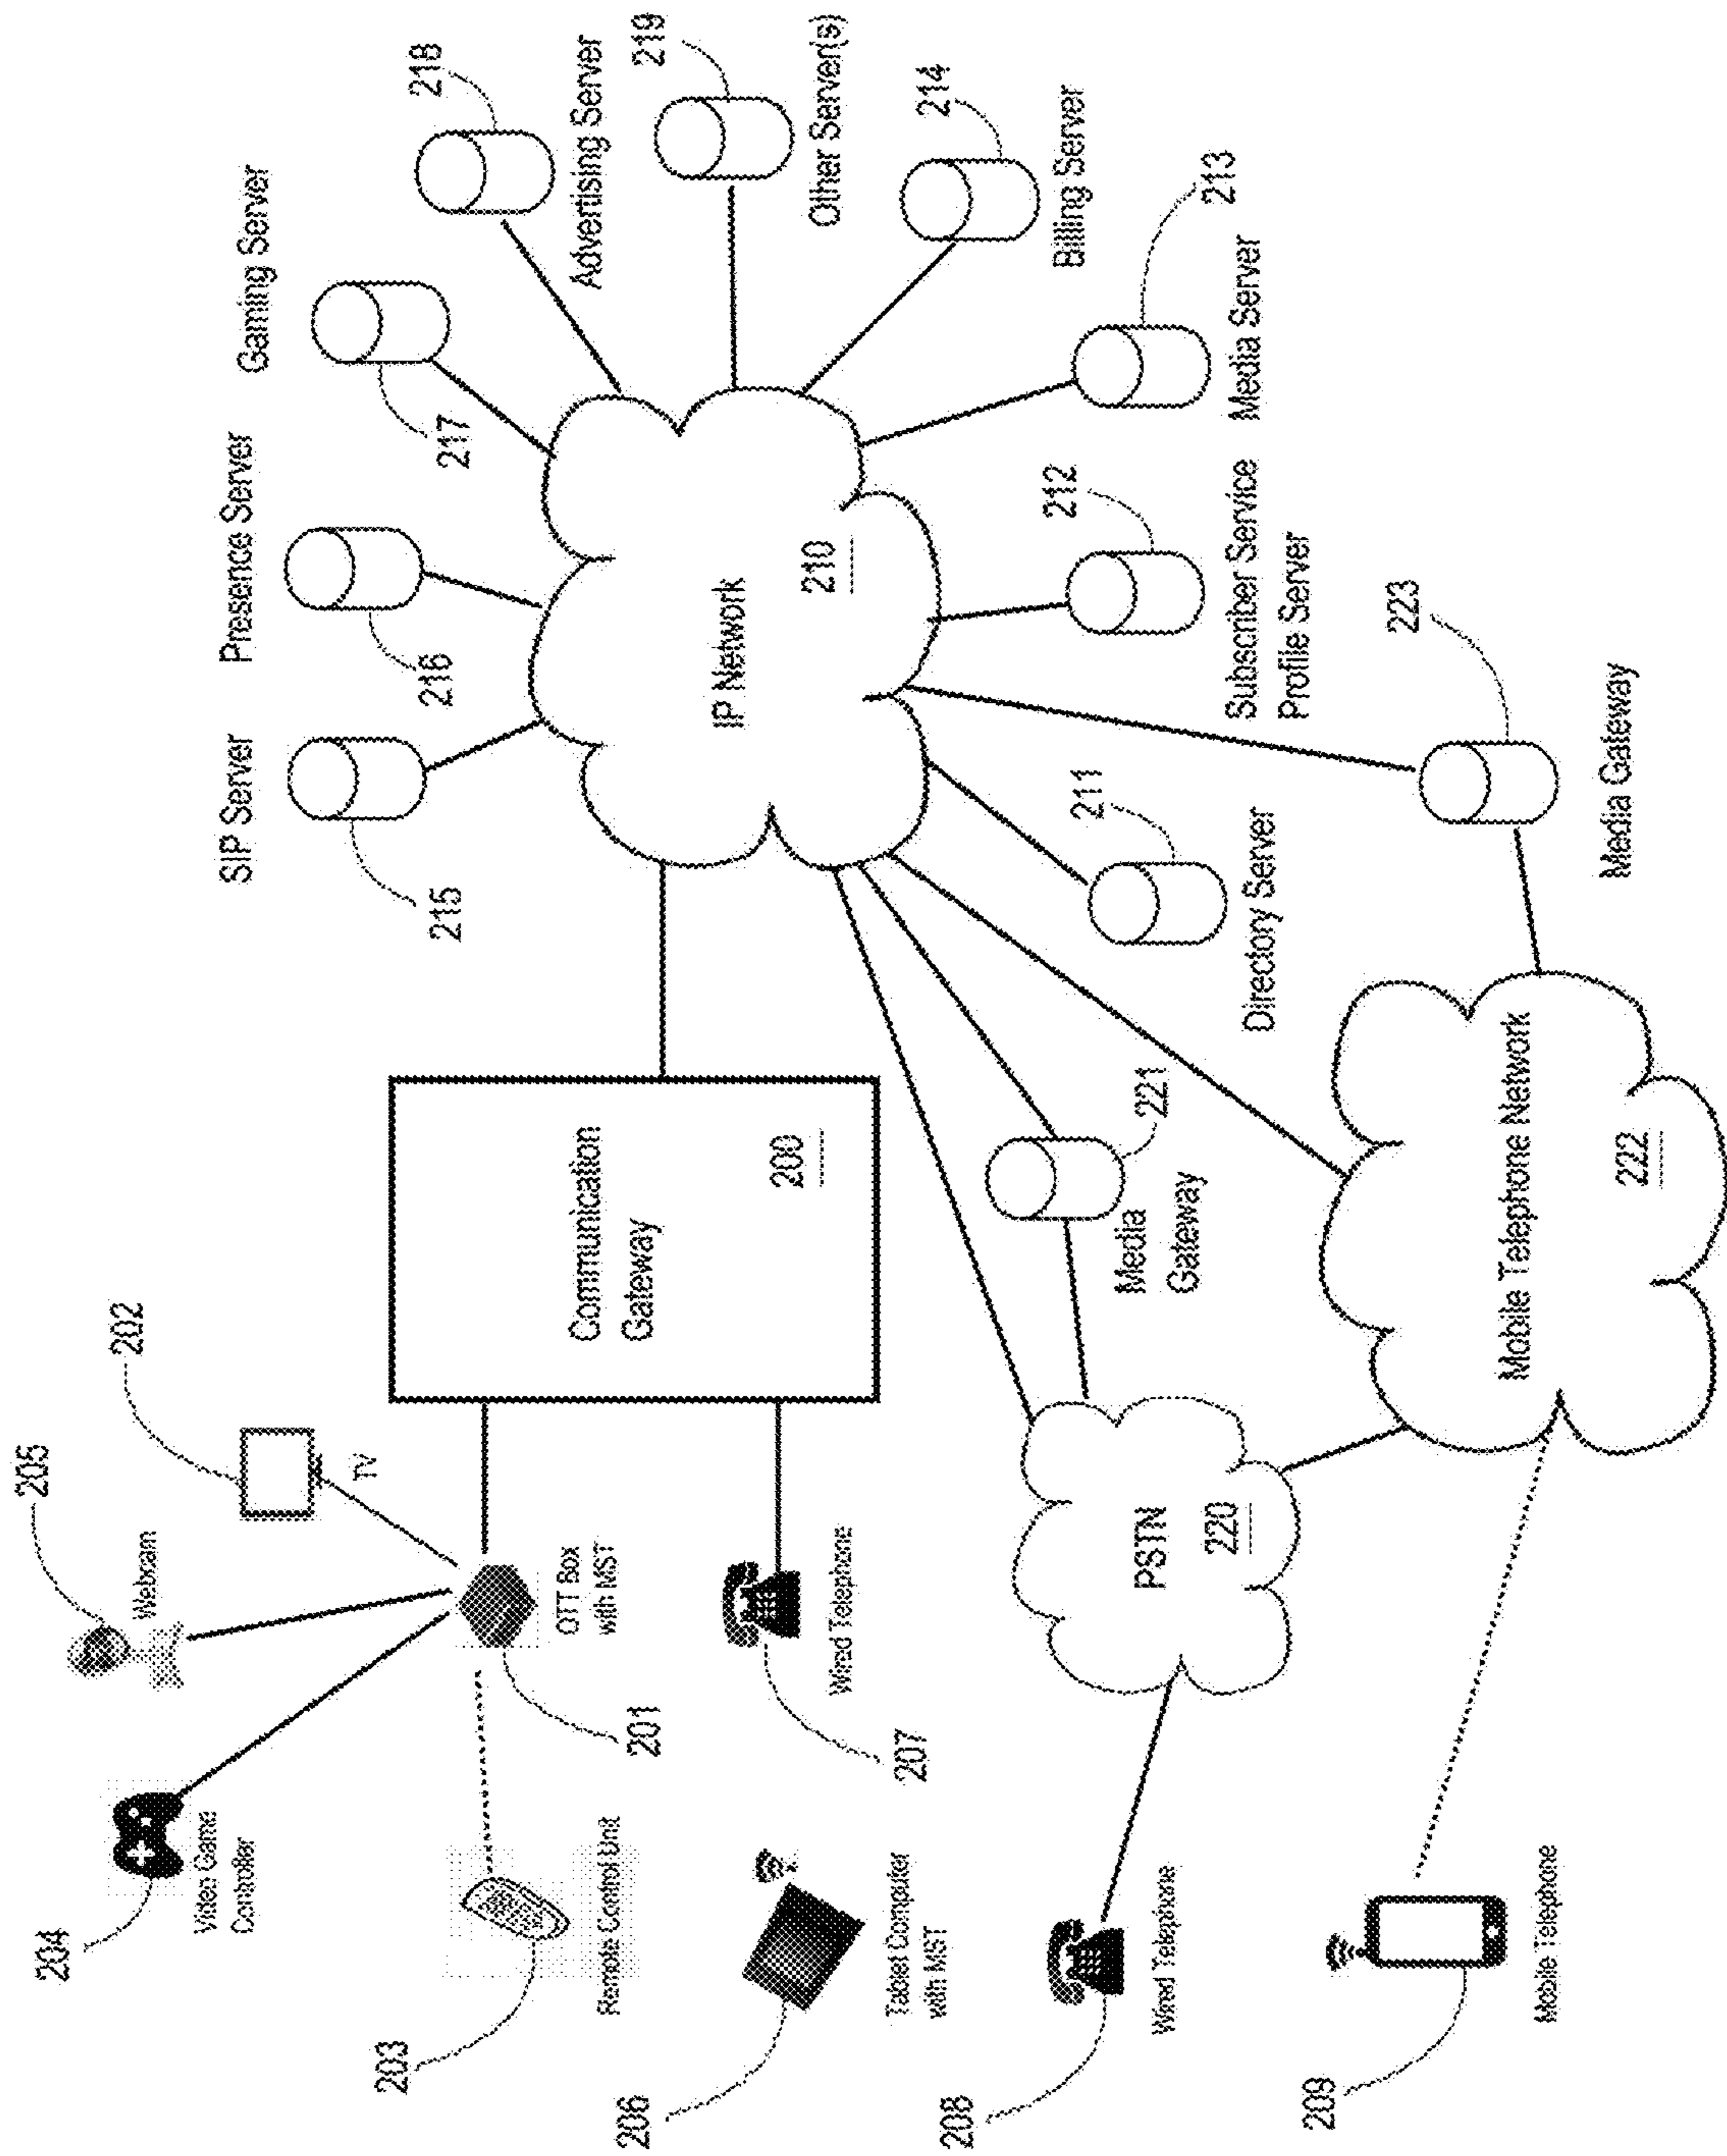 204
Video Game
Controller
205
Webcam
202
TV
203
Remote Control Unit
201
OTT Box
with MST
206
Tablet Computer
with MST
207
Wired Telephone
Communication
Gateway
200
208
Wired Telephone
209
Mobile Telephone
PSTN
220
Media
Gateway
221
Mobile Telephone Network
222
Media Gateway
223
IP Network
210
SIP Server
215
Presence Server
216
Gaming Server
217
218
Advertising Server
219
Other Server(s)
214
Billing Server
213
Media Server
212
Subscriber Service
Profile Server
211
Directory Server